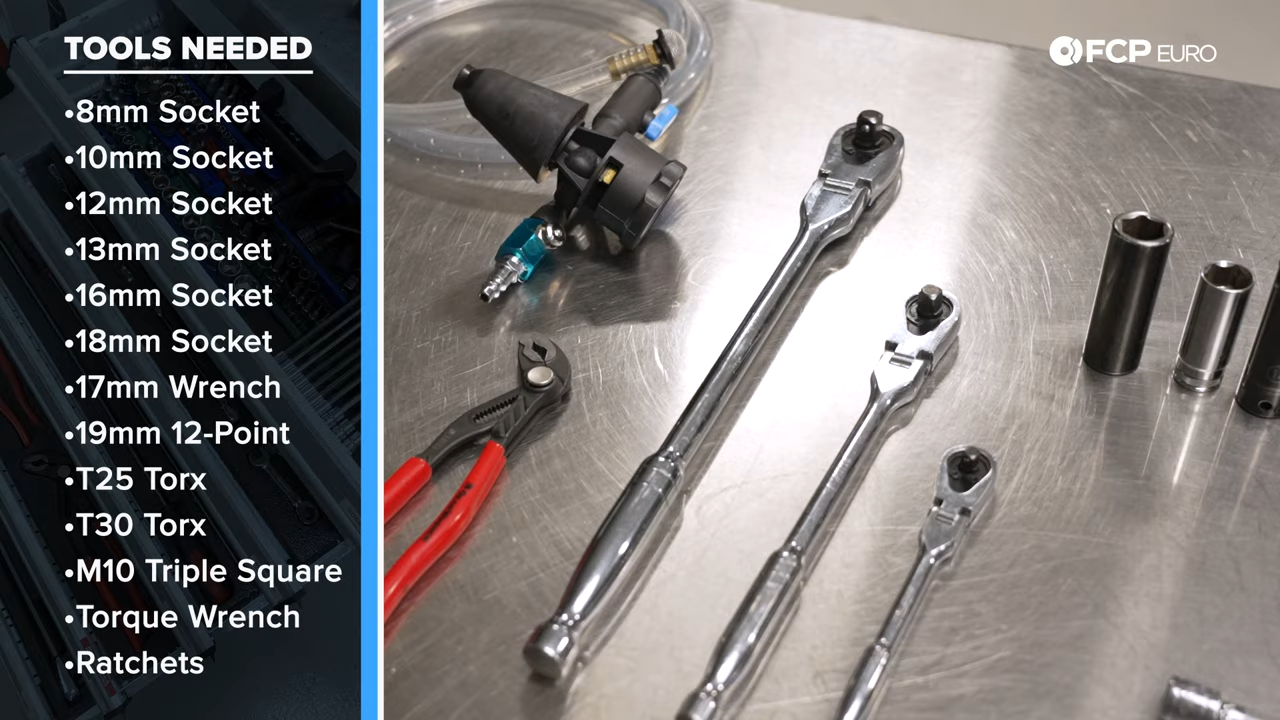 TOOLS NEEDED
•8mm Socket
•10mm Socket
•12mm Socket
•13mm Socket
•16mm Socket
•18mm Socket
•17mm Wrench
•19mm 12-Point
•T25 Torx
•T30 Torx
•M10 Triple Square
•Torque Wrench
•Ratchets
FCP EURO